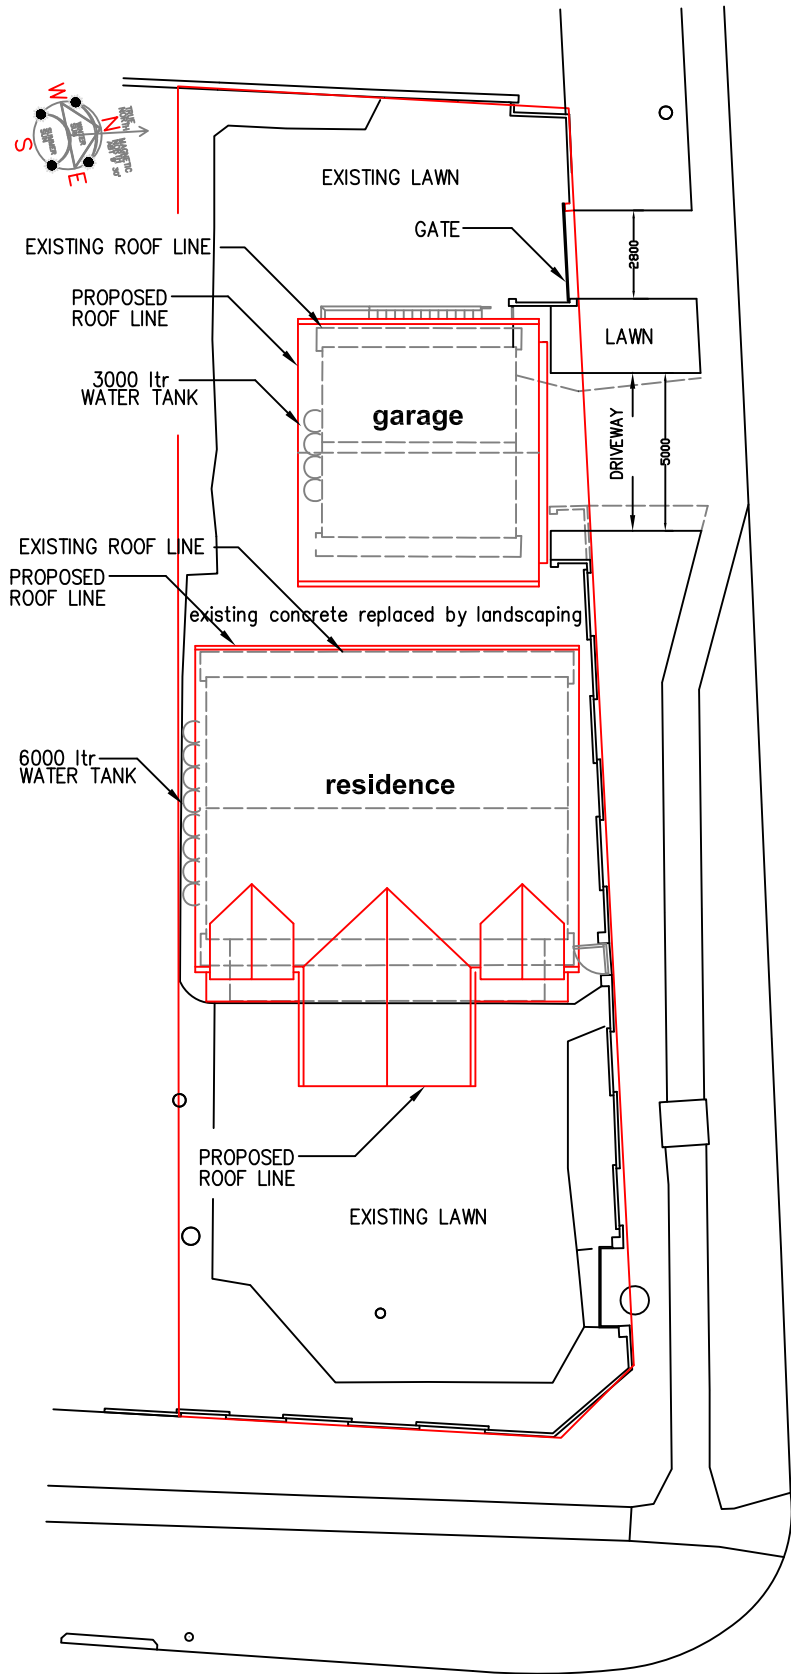 W
N
S
E
EXISTING LAWN
GATE
2800
EXISTING ROOF LINE
PROPOSED
ROOF LINE
LAWN
3000 ltr
WATER TANK
garage
DRIVEWAY
5000
EXISTING ROOF LINE
PROPOSED
ROOF LINE
existing concrete replaced by landscaping
6000 ltr
WATER TANK
residence
PROPOSED
ROOF LINE
EXISTING LAWN